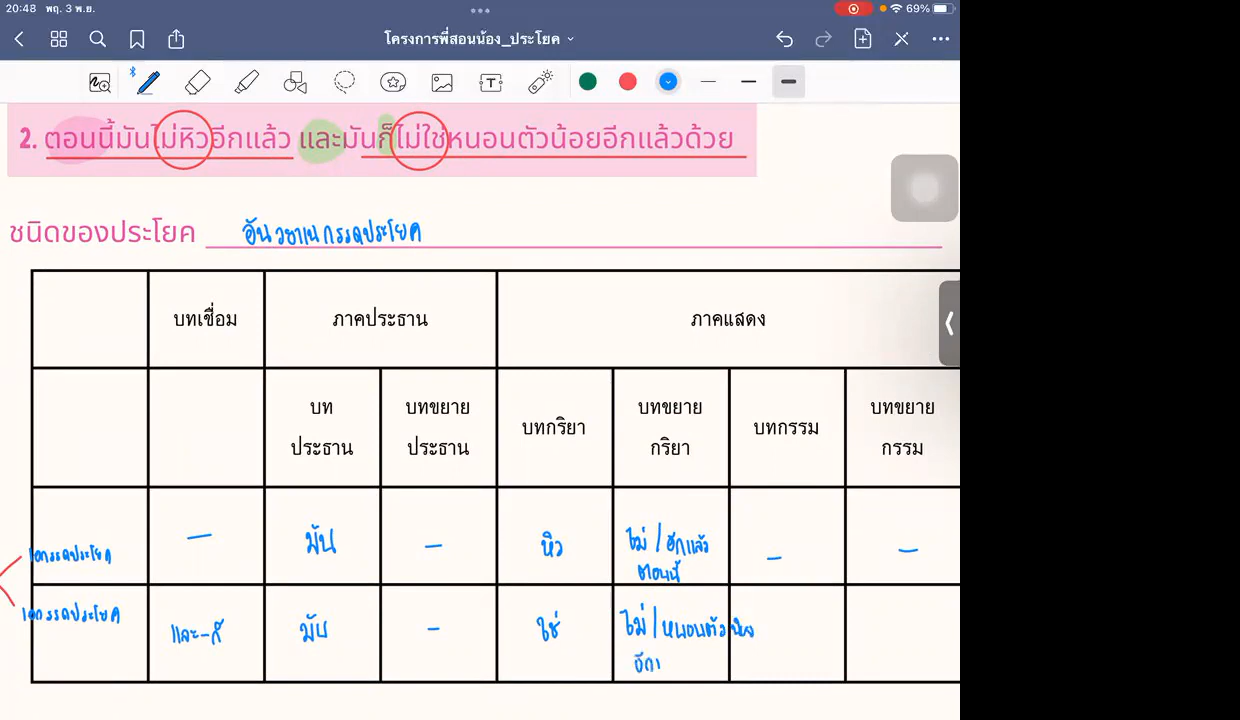 20:48 พฤ. 3 พ.ย.
69%
โครงการพี่สอนน้อง_ประโยค
2. ตอนนี้มันไม่หิวอีกแล้ว และมันก็ไม่ใช่หนอนตัวน้อยอีกแล้วด้วย
ชนิดของประโยค อันวยาเนกรรถประโยค
บทเชื่อม ภาคประธาน ภาคแสดง
บท บทขยาย บทกริยา บทขยาย บทกรรม บทขยาย
ประธาน ประธาน กริยา กรรม
เอกรรถประโยค — มัน — หิว ไม่ / อีกแล้ว — —
ตอนนี้
เอกรรถประโยค และ-ก็ มัน - ใช่ ไม่ / หนอนตัวน้อย
อีก